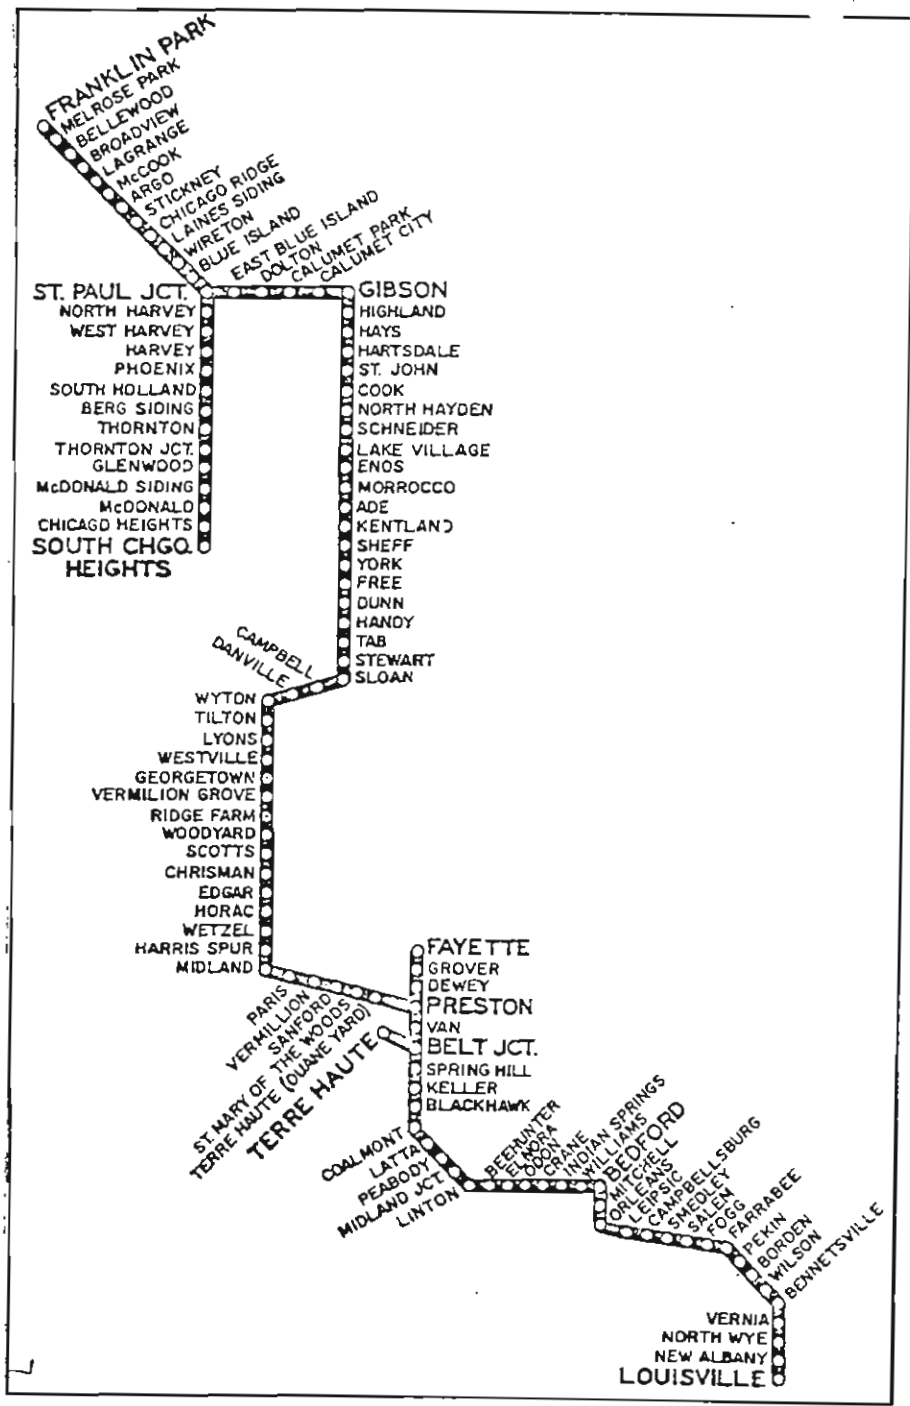 FRANKLIN PARK
MELROSE PARK
BELLEWOOD
BROADVIEW
LAGRANGE
McCOOK
ARGO
STICKNEY
CHICAGO RIDGE
LAINES SIDING
WIRETON
BLUE ISLAND
EAST BLUE ISLAND
DOLTON
CALUMET PARK
CALUMET CITY
ST. PAUL JCT.
NORTH HARVEY
WEST HARVEY
HARVEY
PHOENIX
SOUTH HOLLAND
BERG SIDING
THORNTON
THORNTON JCT.
GLENWOOD
McDONALD SIDING
McDONALD
CHICAGO HEIGHTS
SOUTH CHGO.
HEIGHTS
GIBSON
HIGHLAND
HAYS
HARTSDALE
ST. JOHN
COOK
NORTH HAYDEN
SCHNEIDER
LAKE VILLAGE
ENOS
MORROCCO
ADE
KENTLAND
SHEFF
YORK
FREE
DUNN
HANDY
TAB
STEWART
SLOAN
CAMPBELL
DANVILLE
WYTON
TILTON
LYONS
WESTVILLE
GEORGETOWN
VERMILION GROVE
RIDGE FARM
WOODYARD
SCOTTS
CHRISMAN
EDGAR
HORAC
WETZEL
HARRIS SPUR
MIDLAND
PARIS
VERMILLION
SANFORD
ST. MARY OF THE WOODS
TERRE HAUTE (DUANE YARD)
TERRE HAUTE
FAYETTE
GROVER
DEWEY
PRESTON
VAN
BELT JCT.
SPRING HILL
KELLER
BLACKHAWK
COALMONT
LATTA
PEABODY
MIDLAND JCT.
LINTON
BEEHUNTER
ELNORA
ODON
CRANE
INDIAN SPRINGS
WILLIAMS
BEDFORD
MITCHELL
ORLEANS
LEIPSIC
CAMPBELLSBURG
SMEDLEY
SALEM
FOGG
FARRABEE
PEKIN
BORDEN
WILSON
BENNETSVILLE
VERNIA
NORTH WYE
NEW ALBANY
LOUISVILLE